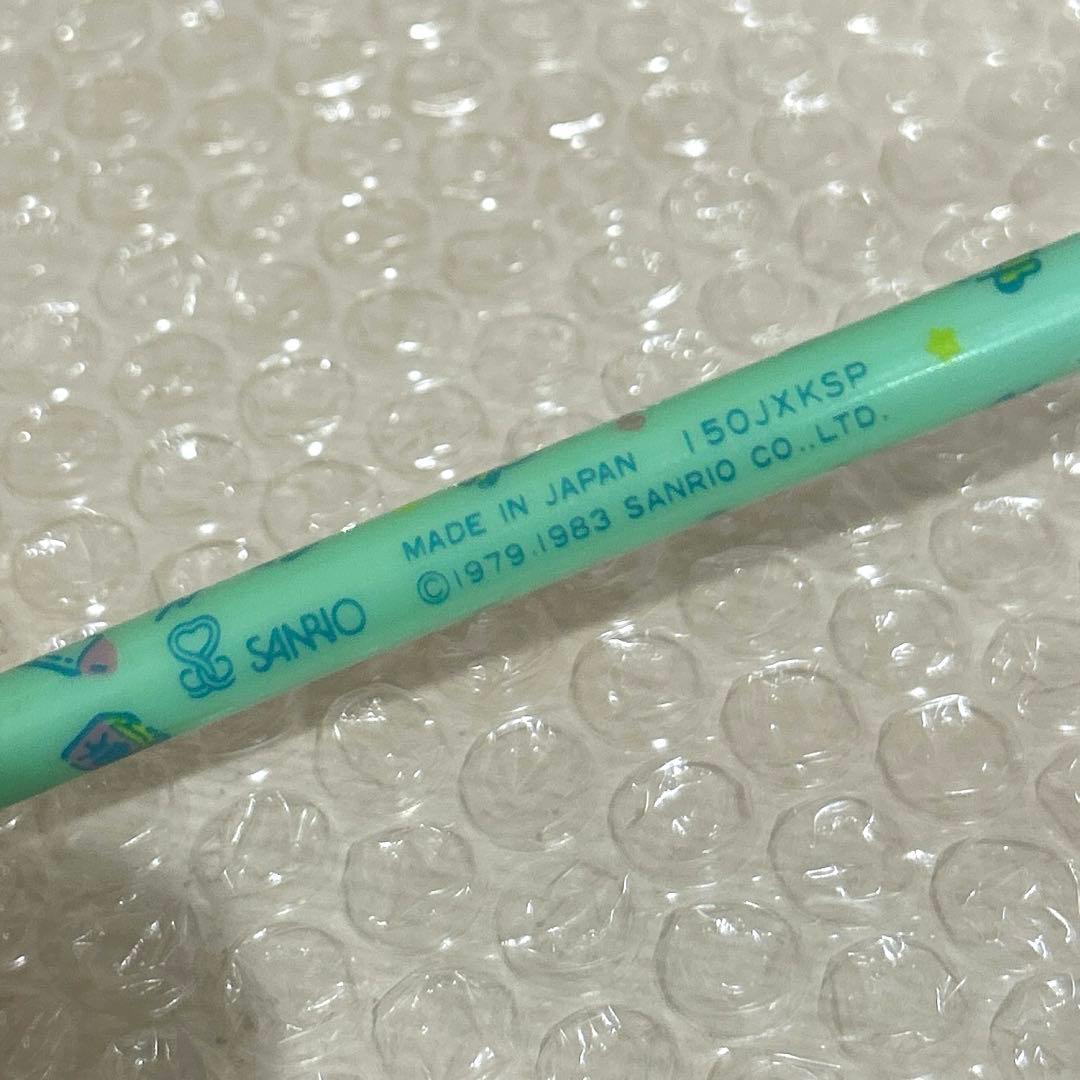 MADE IN JAPAN 150JXKSP
©1979.1983 SANRIO CO.,LTD.
SANRIO